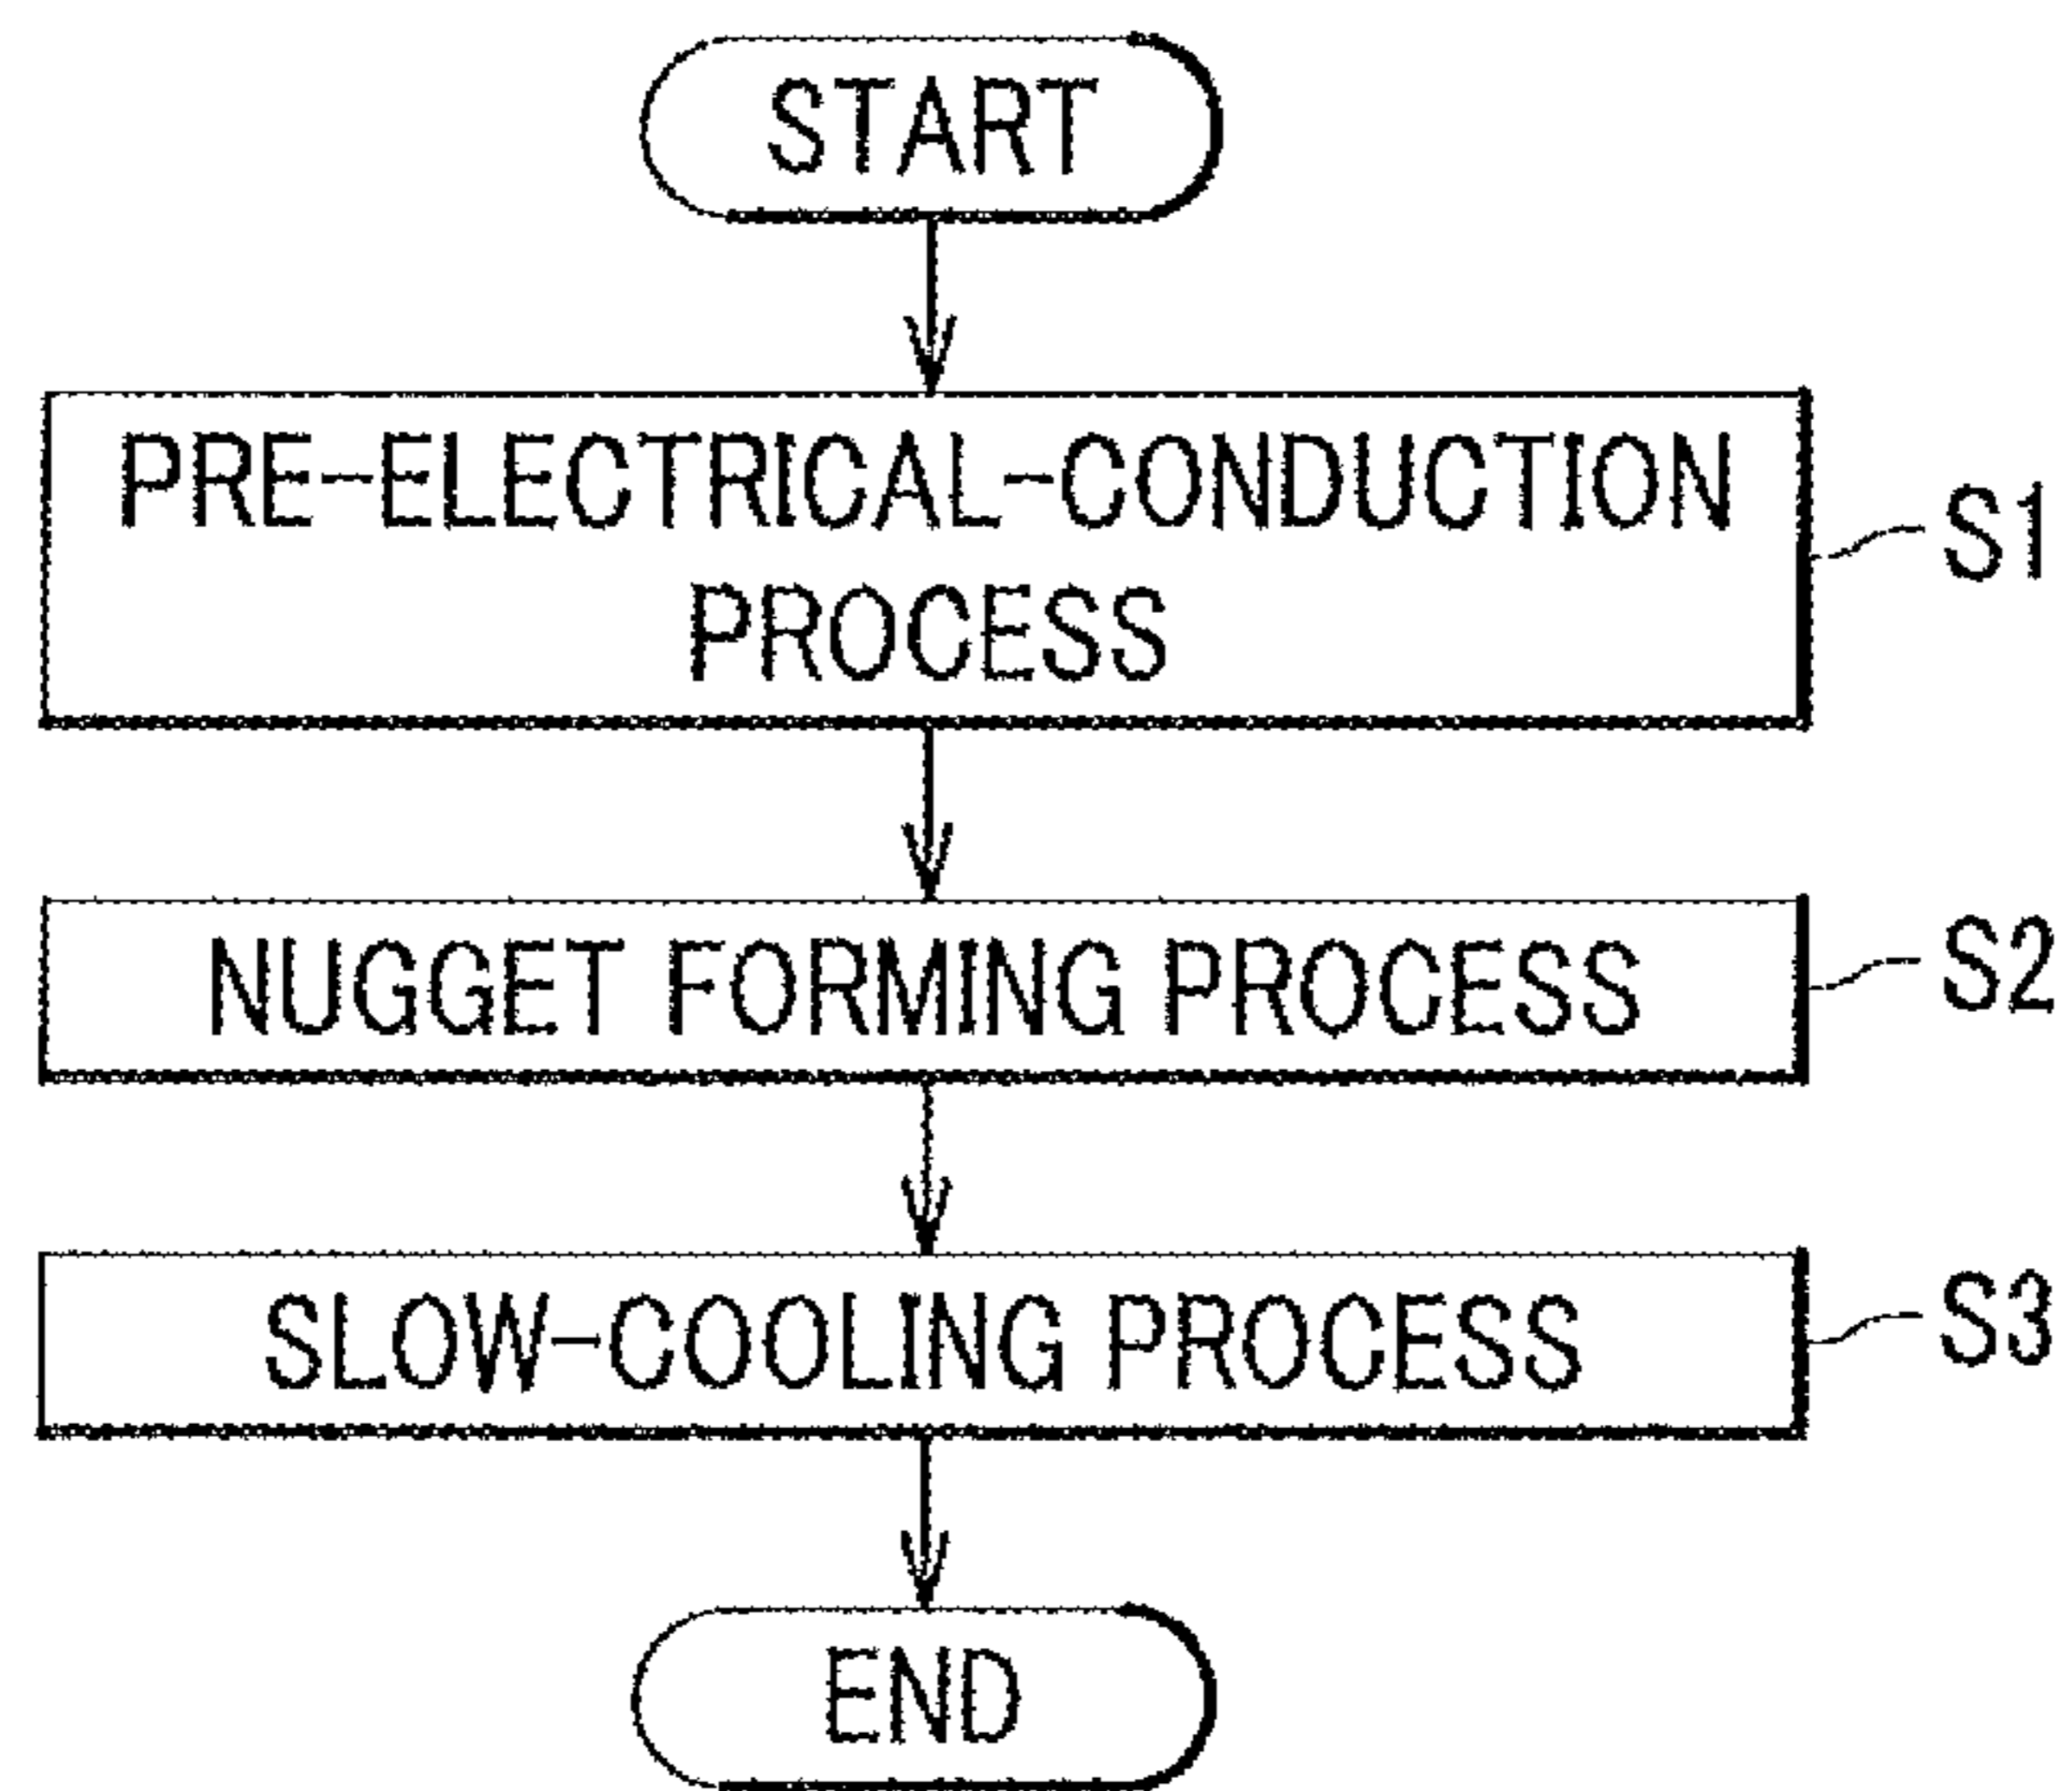 START
PRE-ELECTRICAL-CONDUCTION
PROCESS
S1
NUGGET FORMING PROCESS
S2
SLOW-COOLING PROCESS
S3
END